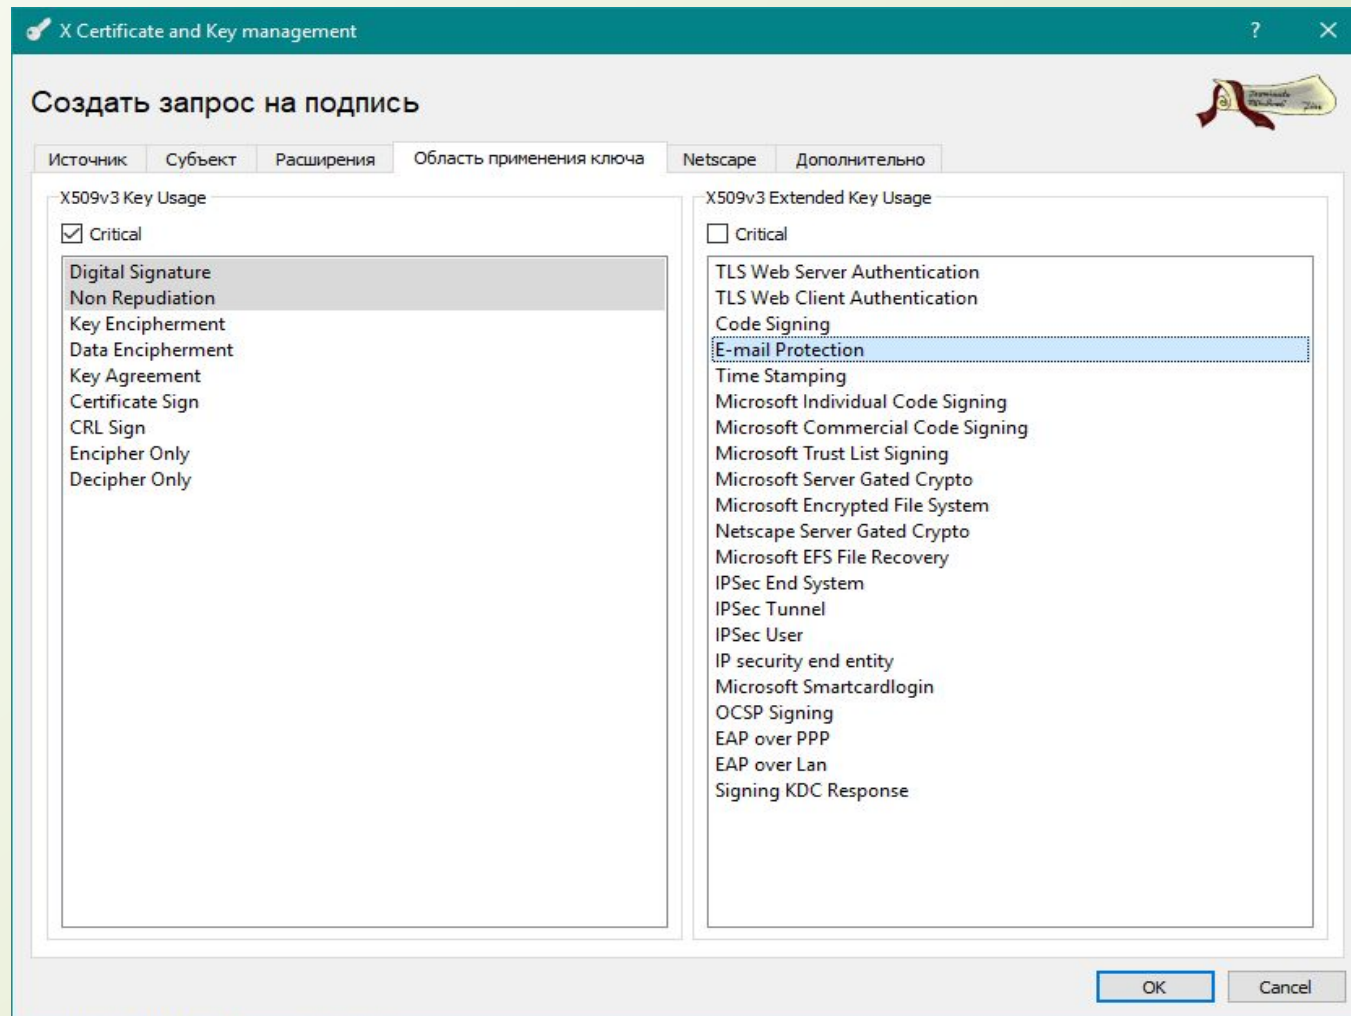 X Certificate and Key management
Создать запрос на подпись
Источник Субъект Расширения Область применения ключа Netscape Дополнительно
X509v3 Key Usage
Critical
Digital Signature
Non Repudiation
Key Encipherment
Data Encipherment
Key Agreement
Certificate Sign
CRL Sign
Encipher Only
Decipher Only
X509v3 Extended Key Usage
Critical
TLS Web Server Authentication
TLS Web Client Authentication
Code Signing
E-mail Protection
Time Stamping
Microsoft Individual Code Signing
Microsoft Commercial Code Signing
Microsoft Trust List Signing
Microsoft Server Gated Crypto
Microsoft Encrypted File System
Netscape Server Gated Crypto
Microsoft EFS File Recovery
IPSec End System
IPSec Tunnel
IPSec User
IP security end entity
Microsoft Smartcardlogin
OCSP Signing
EAP over PPP
EAP over Lan
Signing KDC Response
OK Cancel